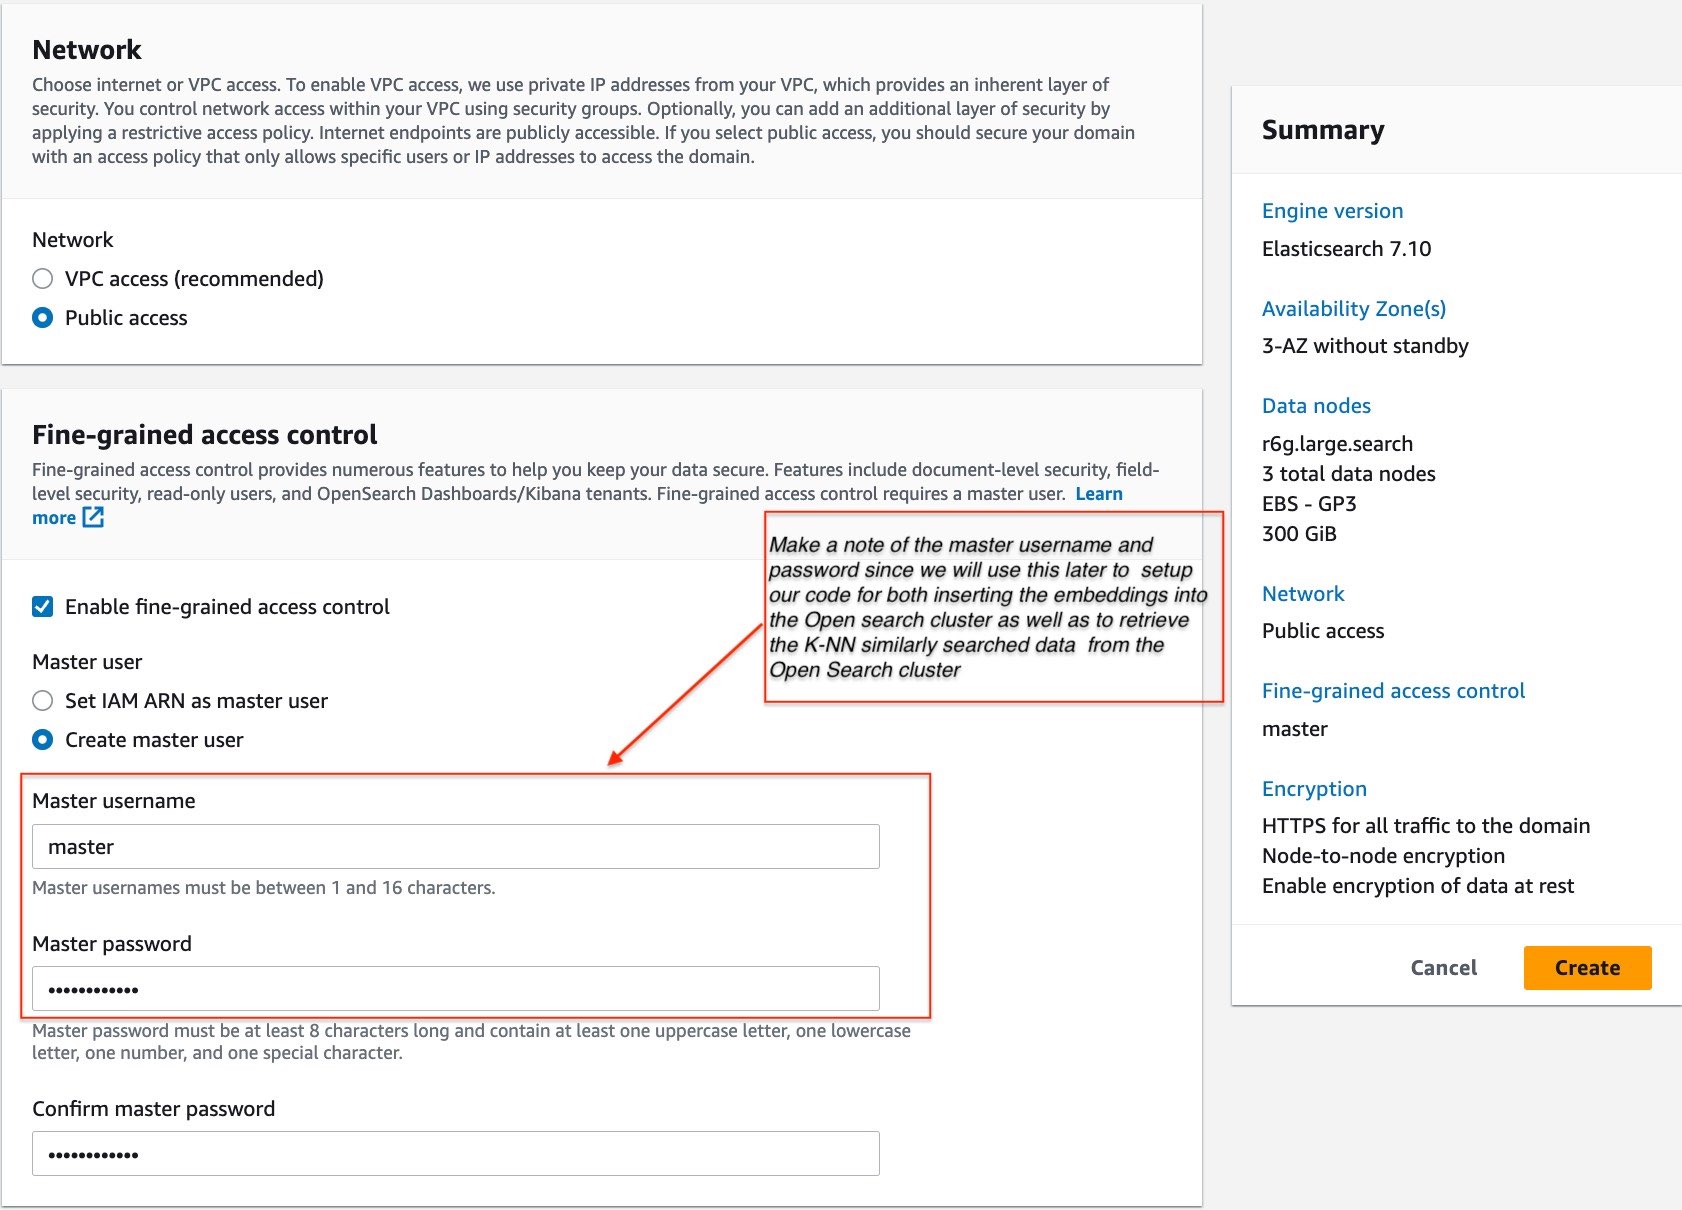 Network
Choose internet or VPC access. To enable VPC access, we use private IP addresses from your VPC, which provides an inherent layer of
security. You control network access within your VPC using security groups. Optionally, you can add an additional layer of security by
applying a restrictive access policy. Internet endpoints are publicly accessible. If you select public access, you should secure your domain
with an access policy that only allows specific users or IP addresses to access the domain.
Network
VPC access (recommended)
Public access
Fine-grained access control
Fine-grained access control provides numerous features to help you keep your data secure. Features include document-level security, field-
level security, read-only users, and OpenSearch Dashboards/Kibana tenants. Fine-grained access control requires a master user. Learn
more
Make a note of the master username and
password since we will use this later to  setup
our code for both inserting the embeddings into
the Open search cluster as well as to retrieve
the K-NN similarly searched data  from the
Open Search cluster
Enable fine-grained access control
Master user
Set IAM ARN as master user
Create master user
Master username
master
Master usernames must be between 1 and 16 characters.
Master password
••••••••••••
Master password must be at least 8 characters long and contain at least one uppercase letter, one lowercase
letter, one number, and one special character.
Confirm master password
••••••••••••
Summary
Engine version
Elasticsearch 7.10
Availability Zone(s)
3-AZ without standby
Data nodes
r6g.large.search
3 total data nodes
EBS - GP3
300 GiB
Network
Public access
Fine-grained access control
master
Encryption
HTTPS for all traffic to the domain
Node-to-node encryption
Enable encryption of data at rest
Cancel
Create